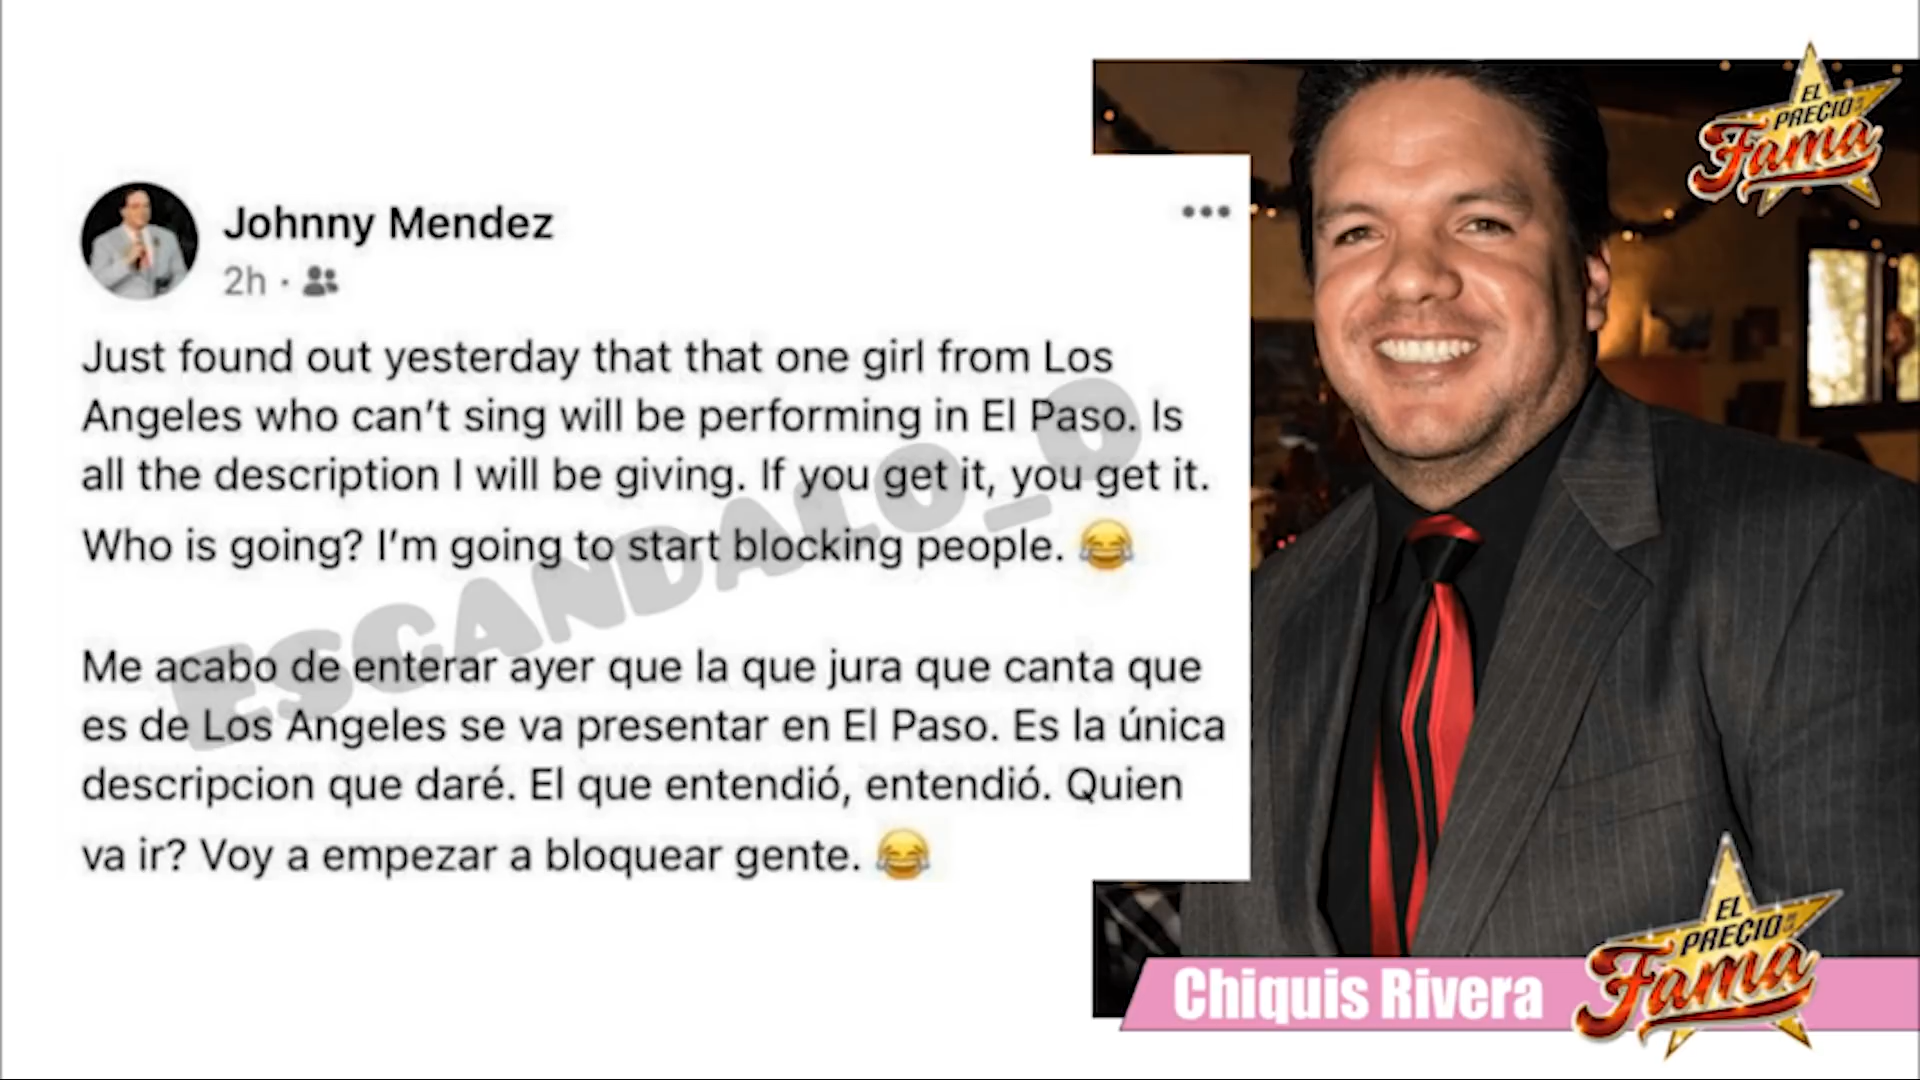 Johnny Mendez
2h ·
Just found out yesterday that that one girl from Los
Angeles who can’t sing will be performing in El Paso. Is
all the description I will be giving. If you get it, you get it.
Who is going? I’m going to start blocking people. 😂
Me acabo de enterar ayer que la que jura que canta que
es de Los Angeles se va presentar en El Paso. Es la única
descripcion que daré. El que entendió, entendió. Quien
va ir? Voy a empezar a bloquear gente. 😂
ESCANDALO_O
EL
PRECIO DE LA
Fama
Chiquis Rivera
EL
PRECIO DE LA
Fama